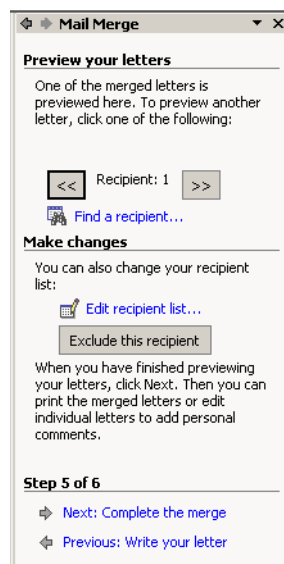 Mail Merge
Preview your letters
One of the merged letters is
previewed here. To preview another
letter, click one of the following:
<< Recipient: 1 >>
Find a recipient...
Make changes
You can also change your recipient
list:
Edit recipient list...
Exclude this recipient
When you have finished previewing
your letters, click Next. Then you can
print the merged letters or edit
individual letters to add personal
comments.
Step 5 of 6
Next: Complete the merge
Previous: Write your letter